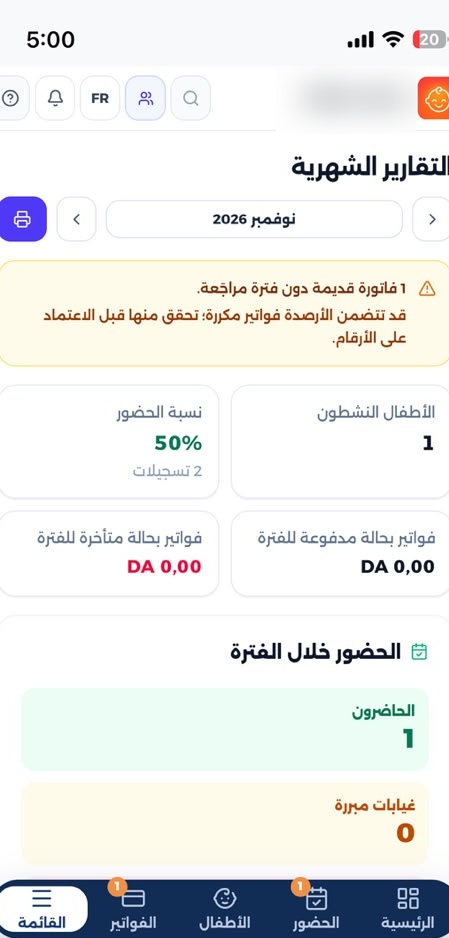 5:00
20
FR
التقارير الشهرية
نوفمبر 2026
1 فاتورة قديمة دون فترة مراجَعة.
قد تتضمن الأرصدة فواتير مكررة؛ تحقق منها قبل الاعتماد
على الأرقام.
الأطفال النشطون
1
نسبة الحضور
50%
2 تسجيلات
فواتير بحالة مدفوعة للفترة
DA 0,00
فواتير بحالة متأخرة للفترة
DA 0,00
الحضور خلال الفترة
الحاضرون
1
غيابات مبررة
0
الرئيسية
1
الحضور
الأطفال
1
الفواتير
القائمة